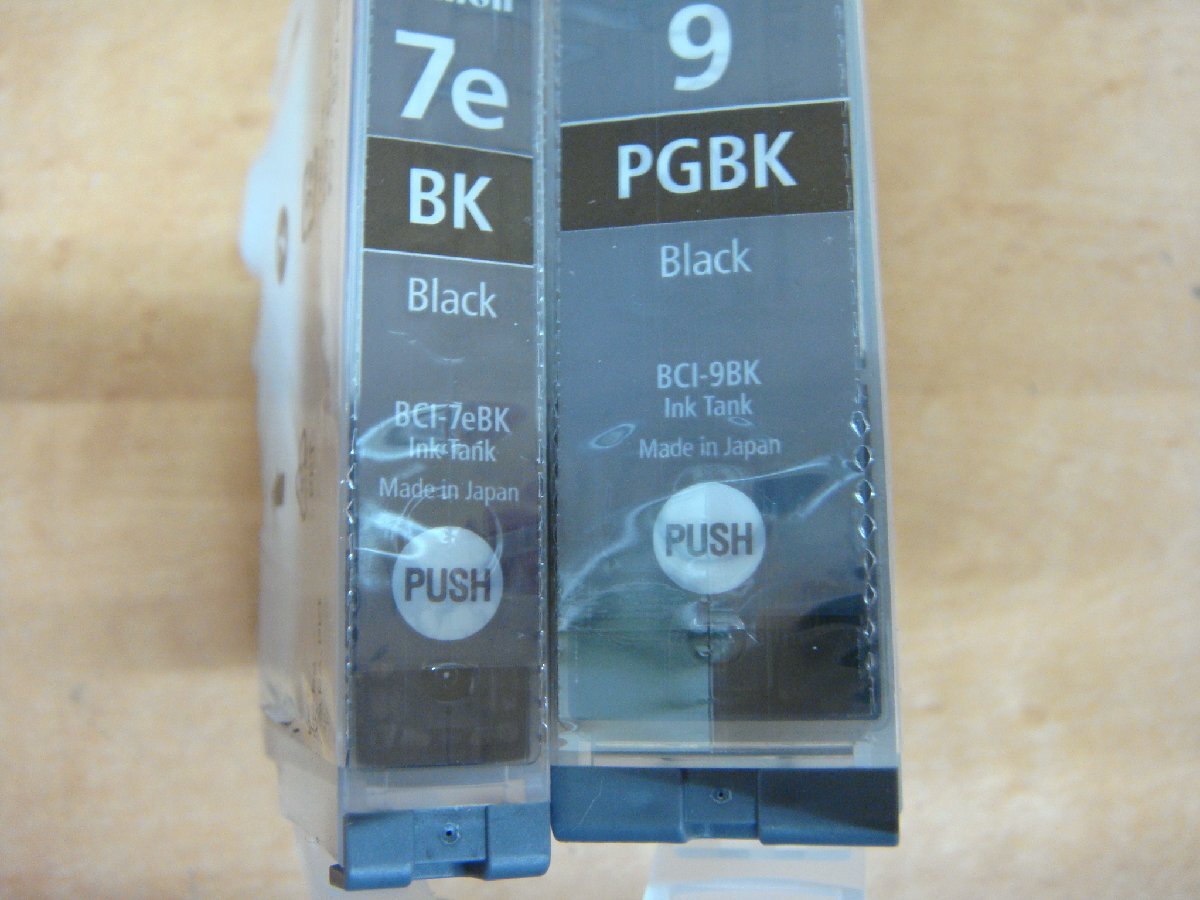 7e
BK
Black
BCI-7eBK
Ink Tank
Made in Japan
PUSH
9
PGBK
Black
BCI-9BK
Ink Tank
Made in Japan
PUSH